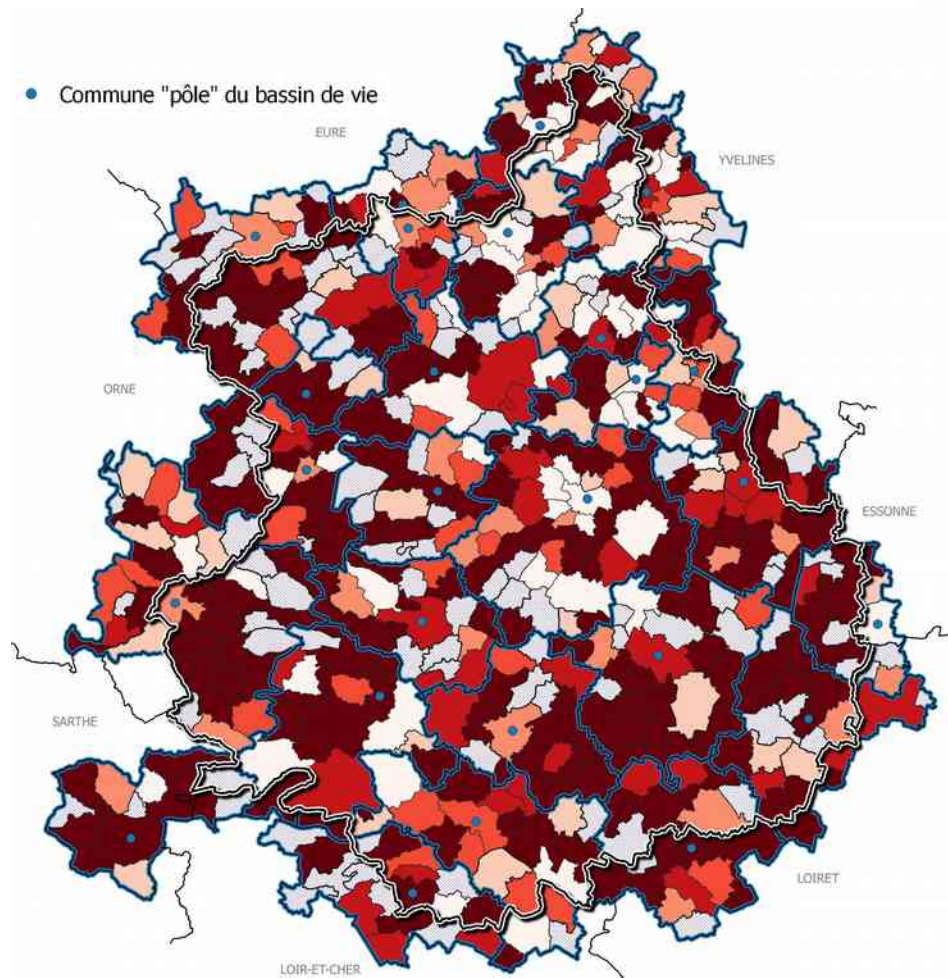 Commune "pôle" du bassin de vie
EURE
YVELINES
ORNE
ESSONNE
SARTHE
LOIRET
LOIR-ET-CHER